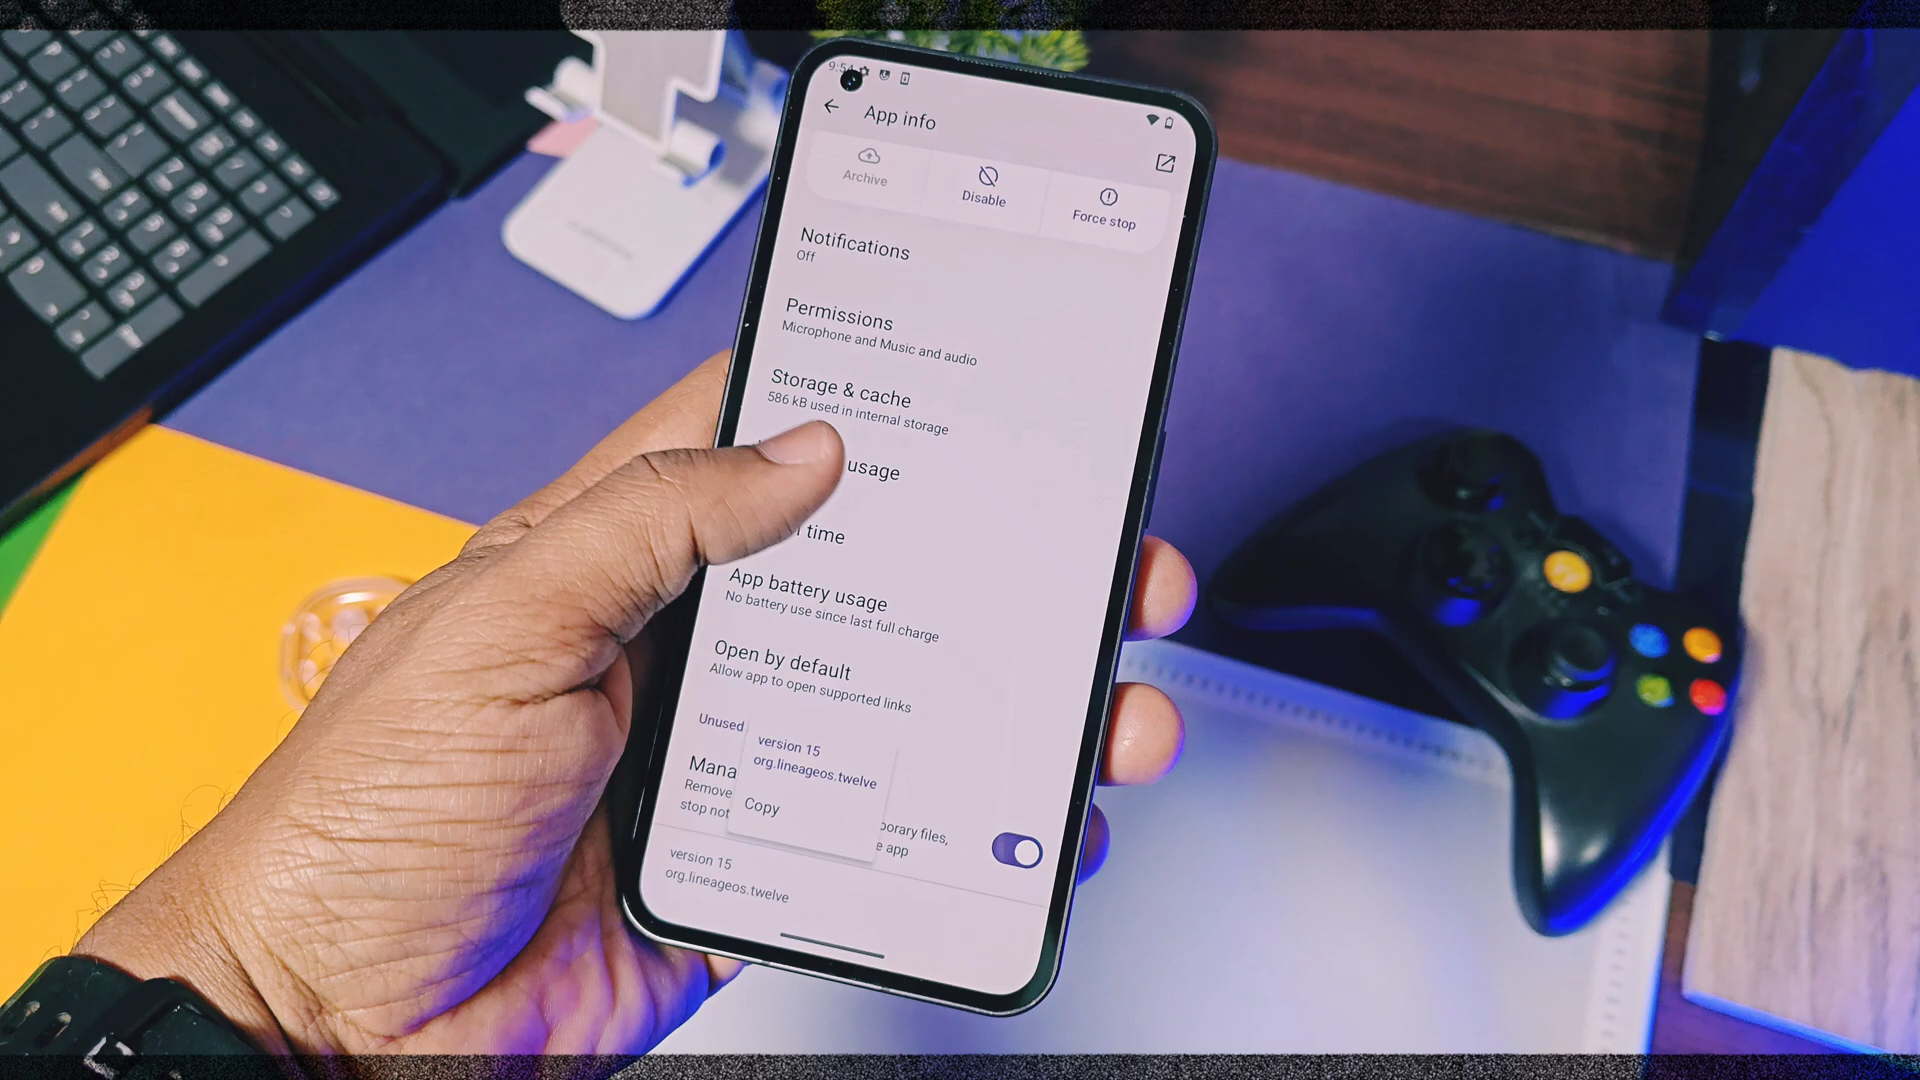 9:54
App info
Archive
Disable
Force stop
Notifications
Off
Permissions
Microphone and Music and audio
Storage & cache
586 kB used in internal storage
usage
time
App battery usage
No battery use since last full charge
Open by default
Allow app to open supported links
Unused
version 15
org.lineageos.twelve
Copy
Mana
Remove
stop not
porary files,
e app
version 15
org.lineageos.twelve